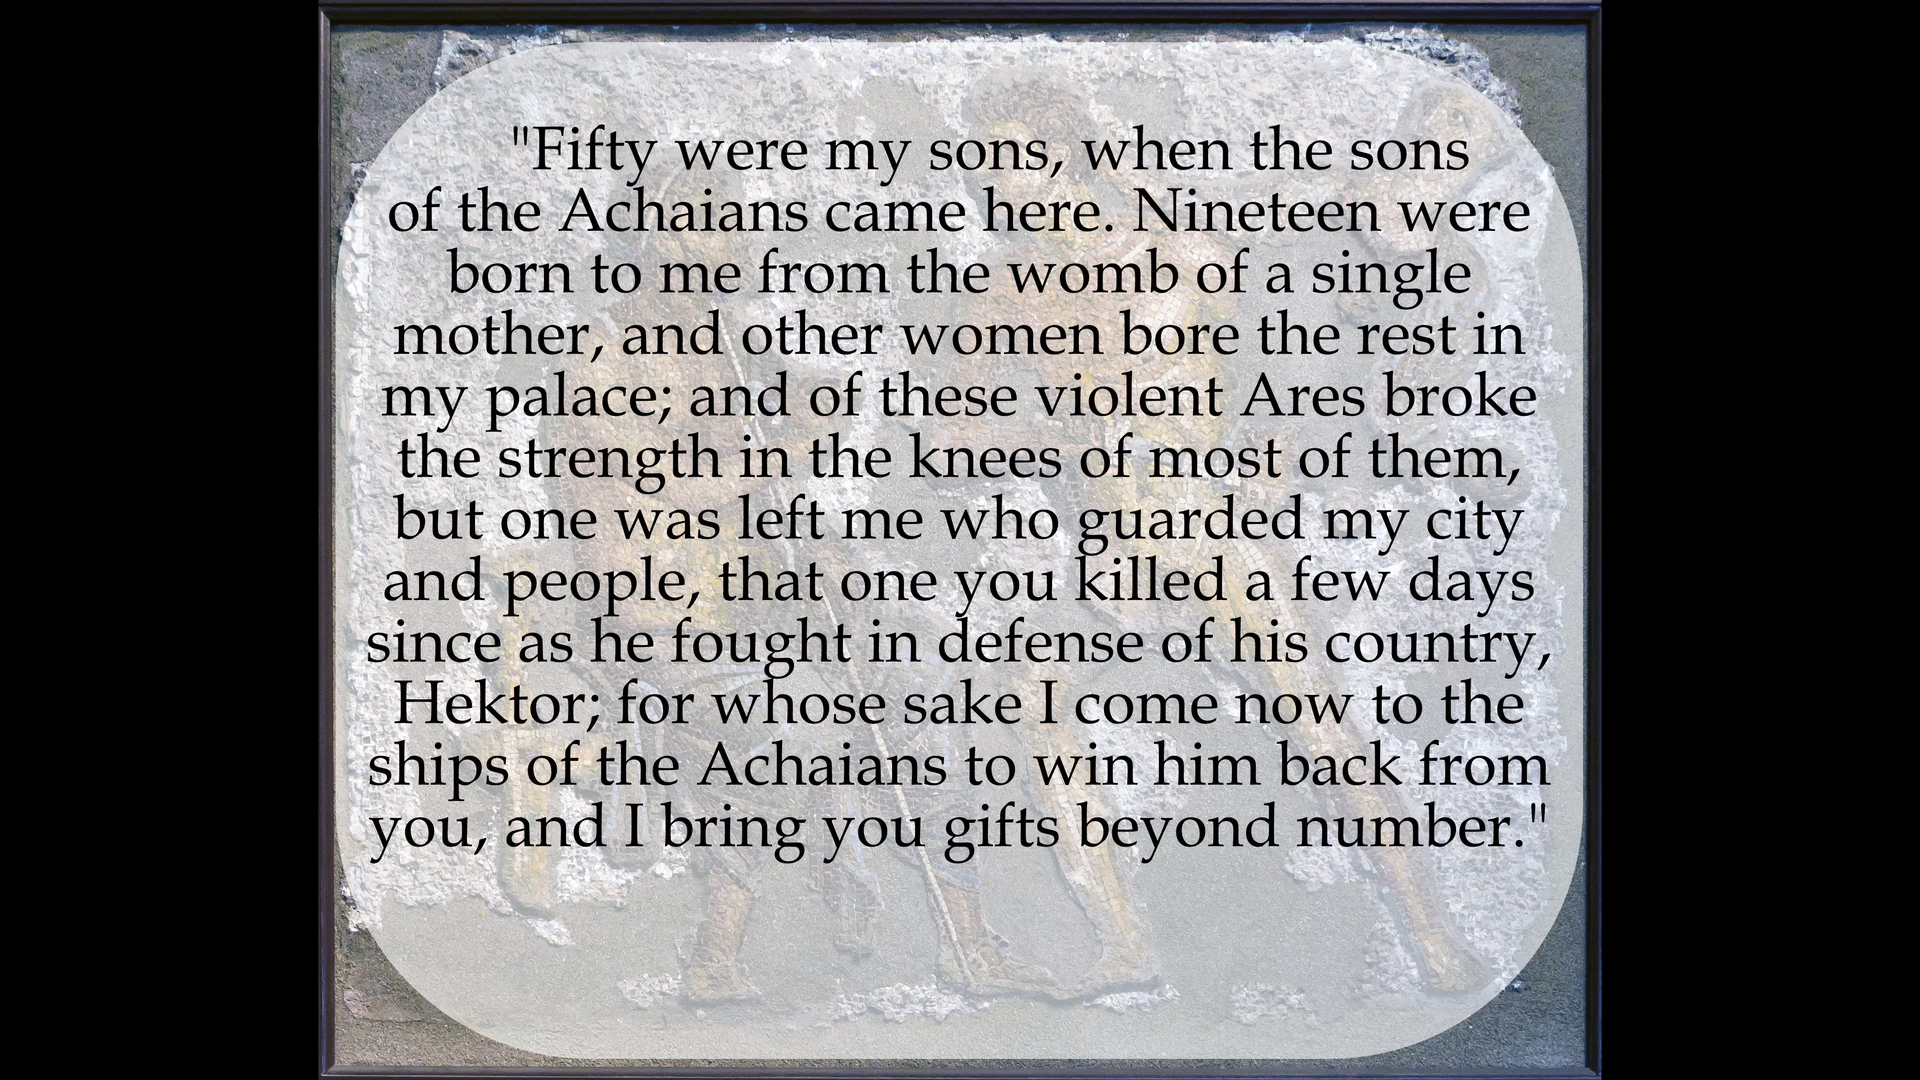 "Fifty were my sons, when the sons
of the Achaians came here. Nineteen were
born to me from the womb of a single
mother, and other women bore the rest in
my palace; and of these violent Ares broke
the strength in the knees of most of them,
but one was left me who guarded my city
and people, that one you killed a few days
since as he fought in defense of his country,
Hektor; for whose sake I come now to the
ships of the Achaians to win him back from
you, and I bring you gifts beyond number."